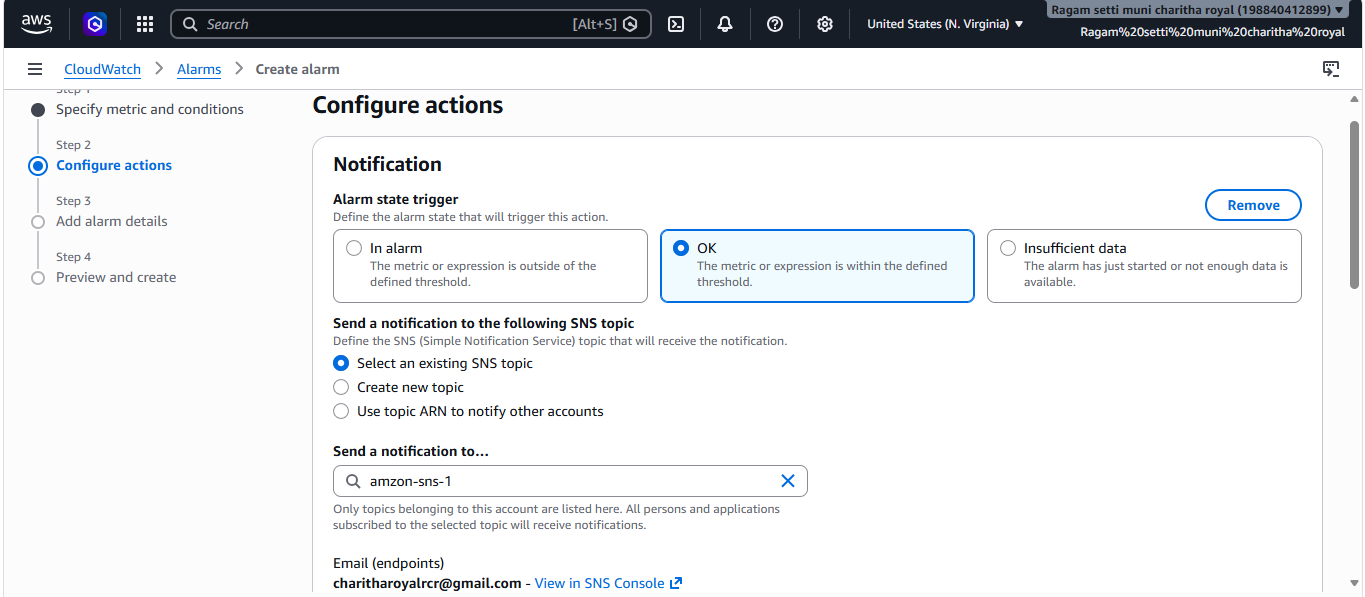 aws
Search
[Alt+S]
United States (N. Virginia)
Ragam setti muni charitha royal (198840412899)
Ragam%20setti%20muni%20charitha%20royal
CloudWatch
Alarms
Create alarm
Step 1
Specify metric and conditions
Step 2
Configure actions
Step 3
Add alarm details
Step 4
Preview and create
Configure actions
Notification
Alarm state trigger
Define the alarm state that will trigger this action.
Remove
In alarm
The metric or expression is outside of the
defined threshold.
OK
The metric or expression is within the defined
threshold.
Insufficient data
The alarm has just started or not enough data is
available.
Send a notification to the following SNS topic
Define the SNS (Simple Notification Service) topic that will receive the notification.
Select an existing SNS topic
Create new topic
Use topic ARN to notify other accounts
Send a notification to…
amzon-sns-1
Only topics belonging to this account are listed here. All persons and applications
subscribed to the selected topic will receive notifications.
Email (endpoints)
charitharoyalrcr@gmail.com - View in SNS Console